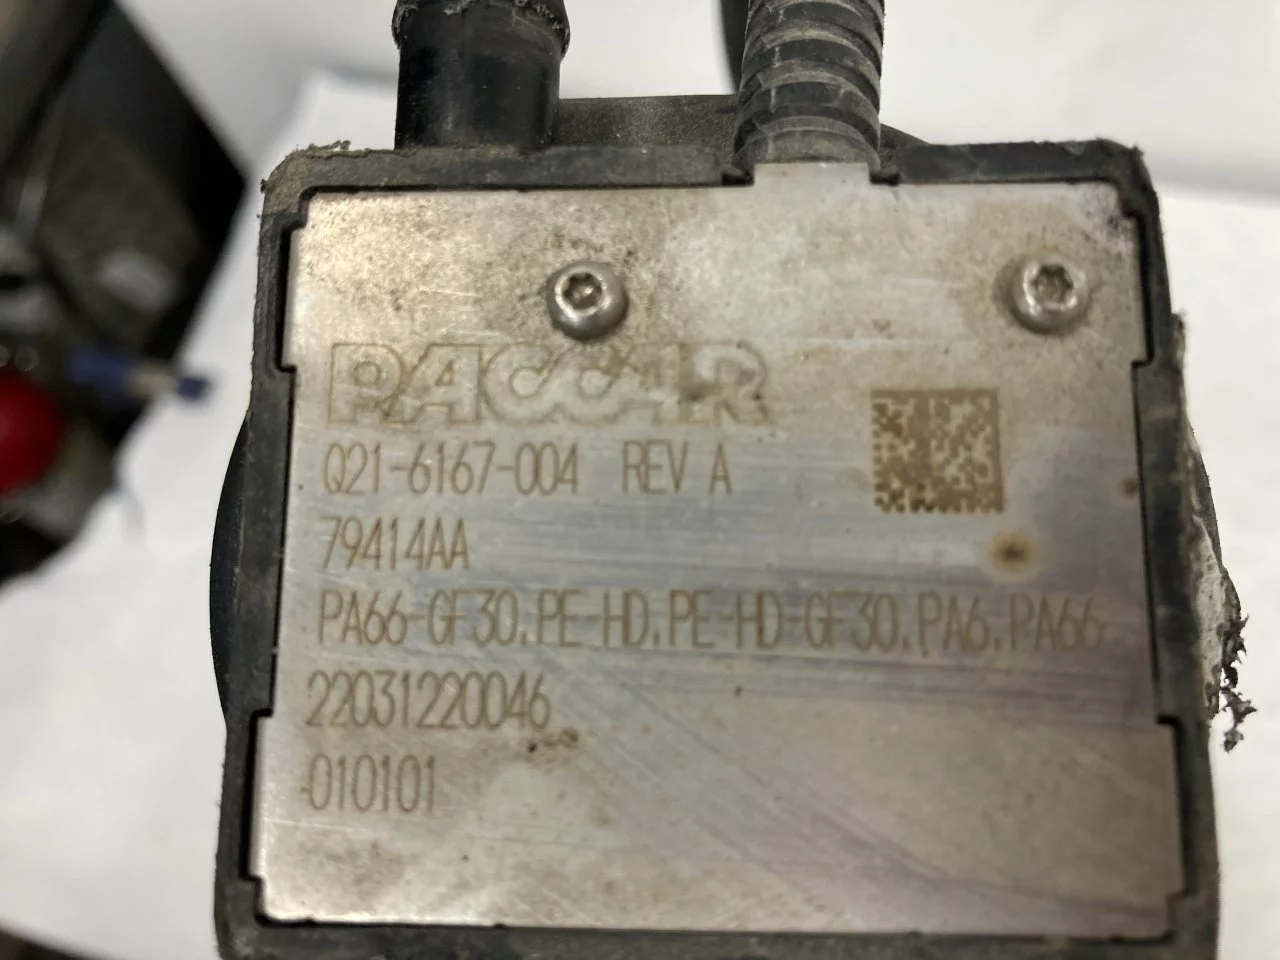 PACCAR
Q21-6167-004 REV A
79414AA
PA66-GF30,PE-HD,PE-HD-GF30,PA6,PA66
22031220046
010101